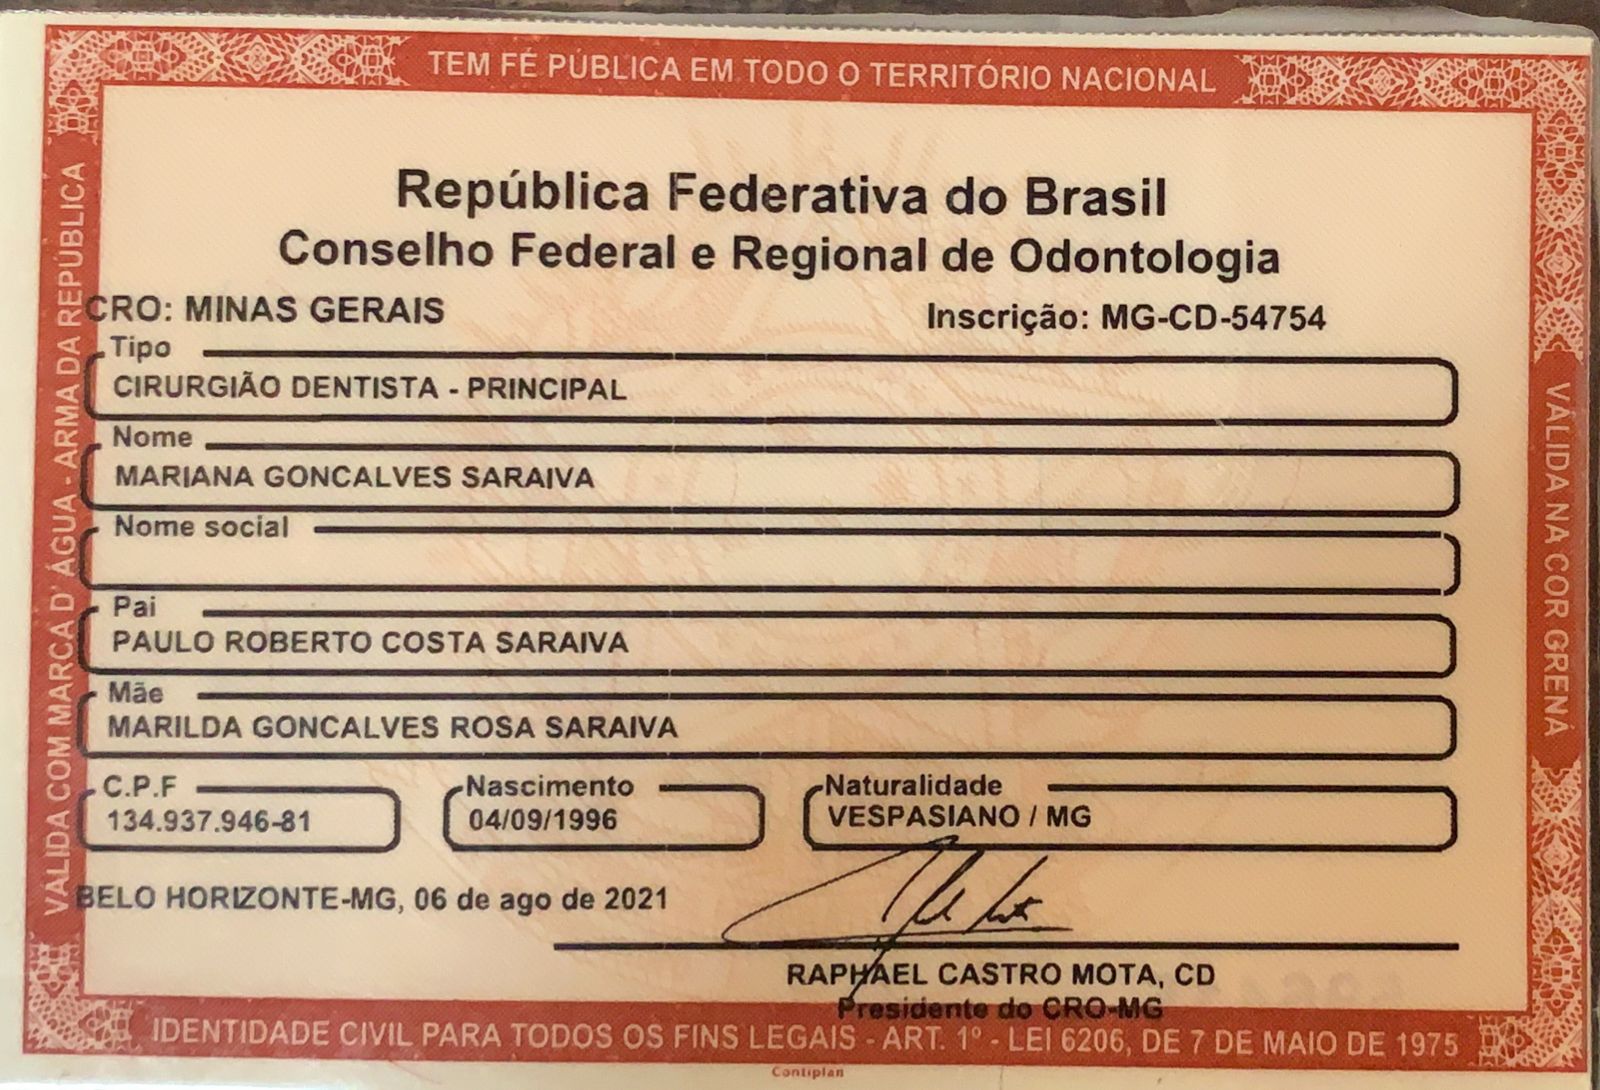 TEM FÉ PÚBLICA EM TODO O TERRITÓRIO NACIONAL
VALIDA COM MARCA D' ÁGUA - ARMA DA REPÚBLICA
República Federativa do Brasil
Conselho Federal e Regional de Odontologia
CRO: MINAS GERAIS Inscrição: MG-CD-54754
Tipo
CIRURGIÃO DENTISTA - PRINCIPAL
Nome
MARIANA GONCALVES SARAIVA
Nome social
Pai
PAULO ROBERTO COSTA SARAIVA
Mãe
MARILDA GONCALVES ROSA SARAIVA
C.P.F Nascimento Naturalidade
134.937.946-81 04/09/1996 VESPASIANO / MG
BELO HORIZONTE-MG, 06 de ago de 2021
RAPHAEL CASTRO MOTA, CD
Presidente do CRO-MG
VÁLIDA NA COR GRENÁ
IDENTIDADE CIVIL PARA TODOS OS FINS LEGAIS - ART. 1º - LEI 6206, DE 7 DE MAIO DE 1975
Contiplan